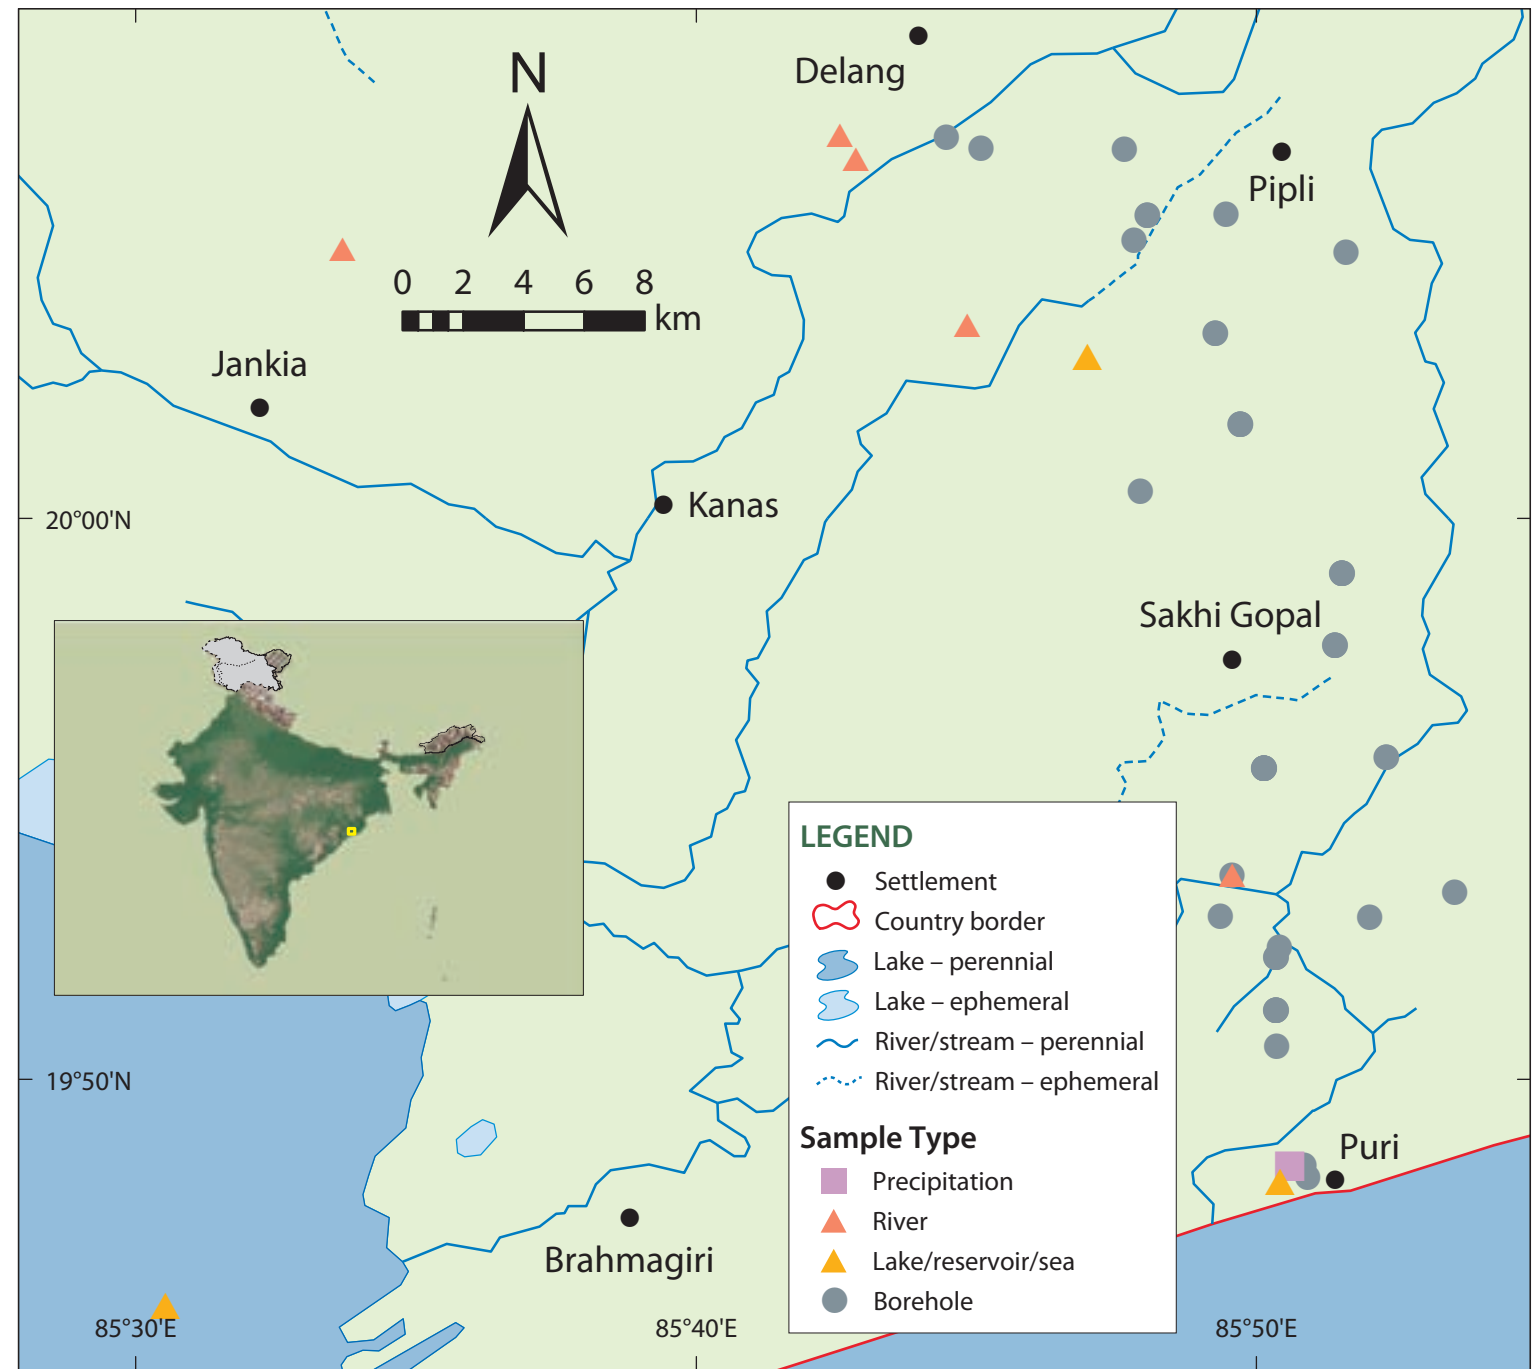 Delang
N
Pipli
0 2 4 6 8
km
Jankia
Kanas
20°00'N
Sakhi Gopal
LEGEND
Settlement
Country border
Lake – perennial
Lake – ephemeral
River/stream – perennial
River/stream – ephemeral
Sample Type
Precipitation
River
Lake/reservoir/sea
Borehole
19°50'N
Puri
Brahmagiri
85°30'E
85°40'E
85°50'E